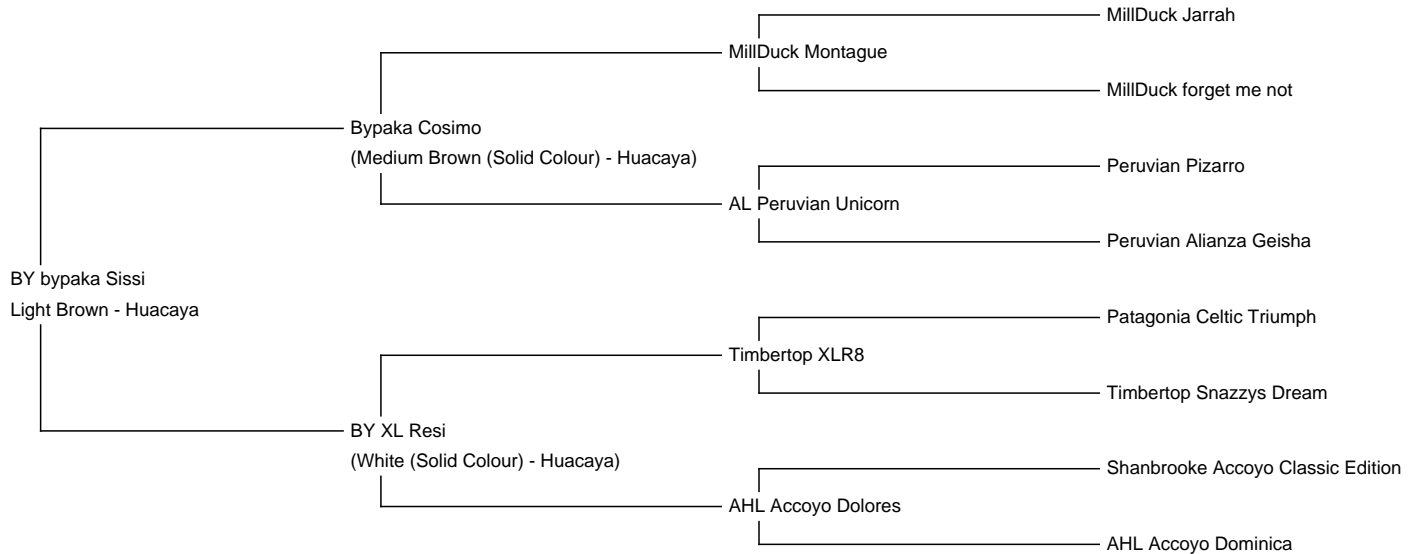 MillDuck Jarrah
MillDuck Montague
MillDuck forget me not
Bypaka Cosimo
(Medium Brown (Solid Colour) - Huacaya)
Peruvian Pizarro
AL Peruvian Unicorn
Peruvian Alianza Geisha
BY bypaka Sissi
Light Brown - Huacaya
Patagonia Celtic Triumph
Timbertop XLR8
Timbertop Snazzys Dream
BY XL Resi
(White (Solid Colour) - Huacaya)
Shanbrooke Accoyo Classic Edition
AHL Accoyo Dolores
AHL Accoyo Dominica